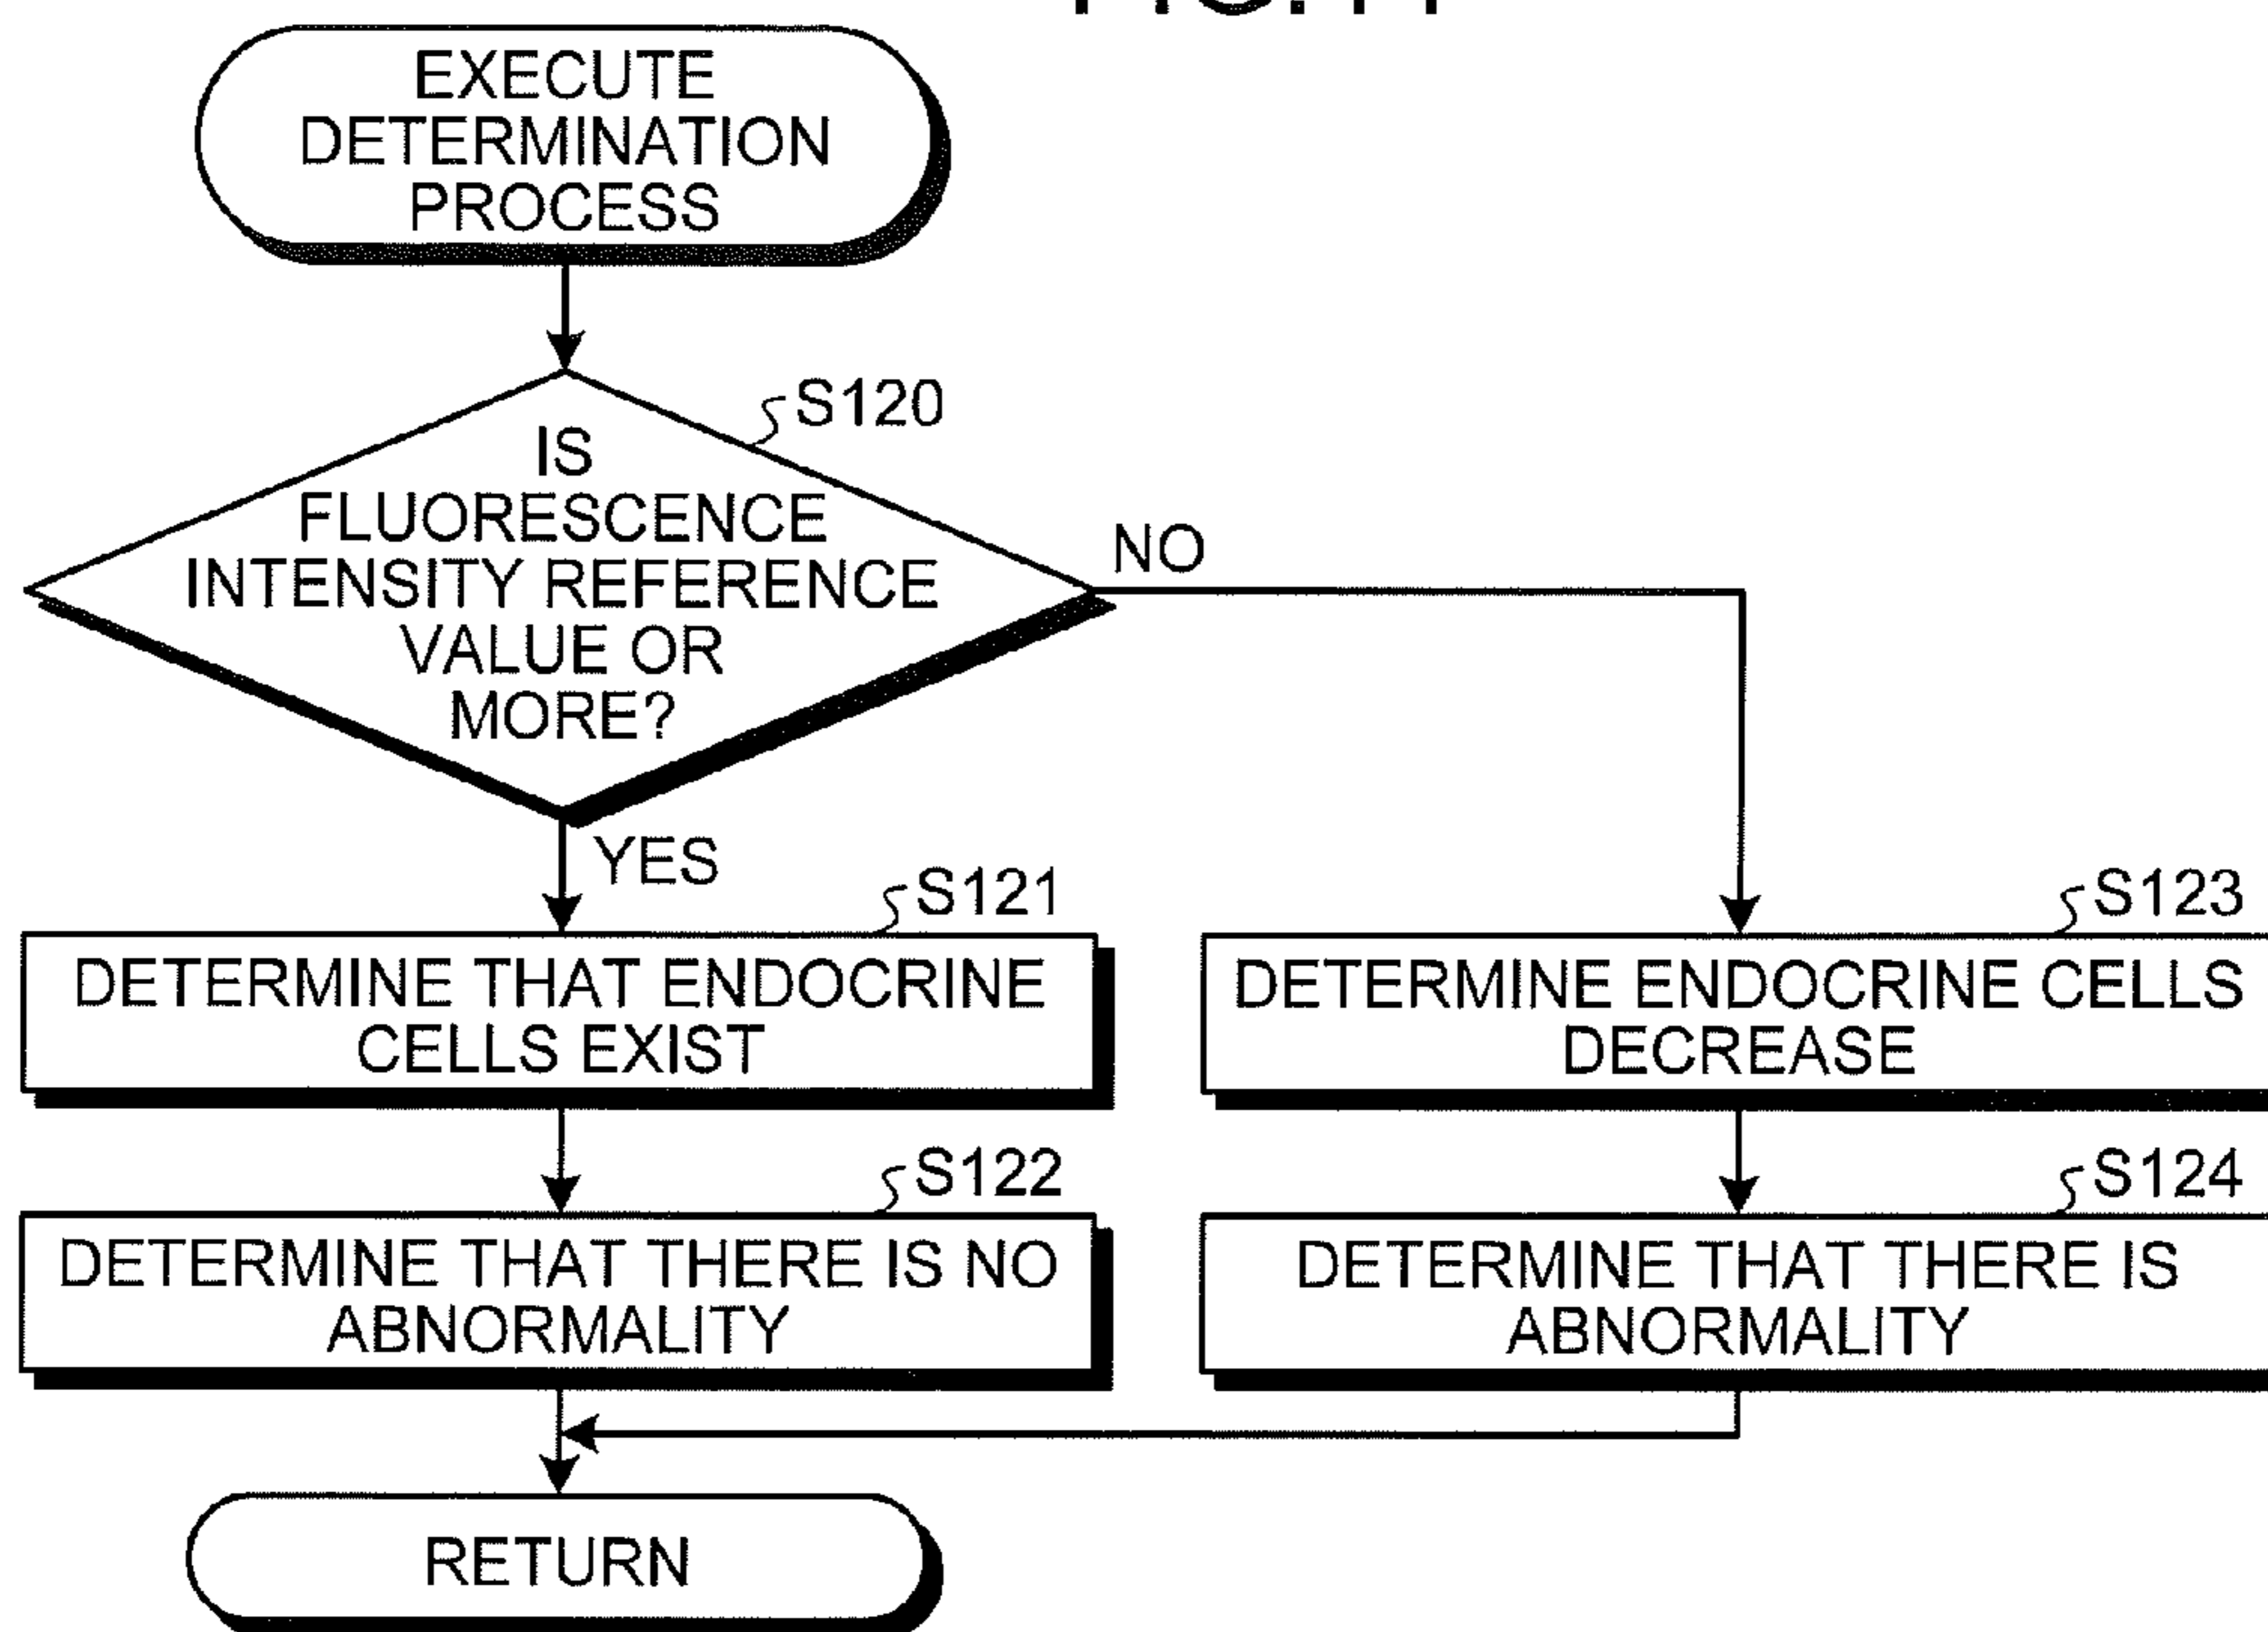 EXECUTE
DETERMINATION
PROCESS
S120
IS
FLUORESCENCE
INTENSITY REFERENCE
VALUE OR
MORE?
NO
YES
S121
DETERMINE THAT ENDOCRINE
CELLS EXIST
S123
DETERMINE ENDOCRINE CELLS
DECREASE
S122
DETERMINE THAT THERE IS NO
ABNORMALITY
S124
DETERMINE THAT THERE IS
ABNORMALITY
RETURN